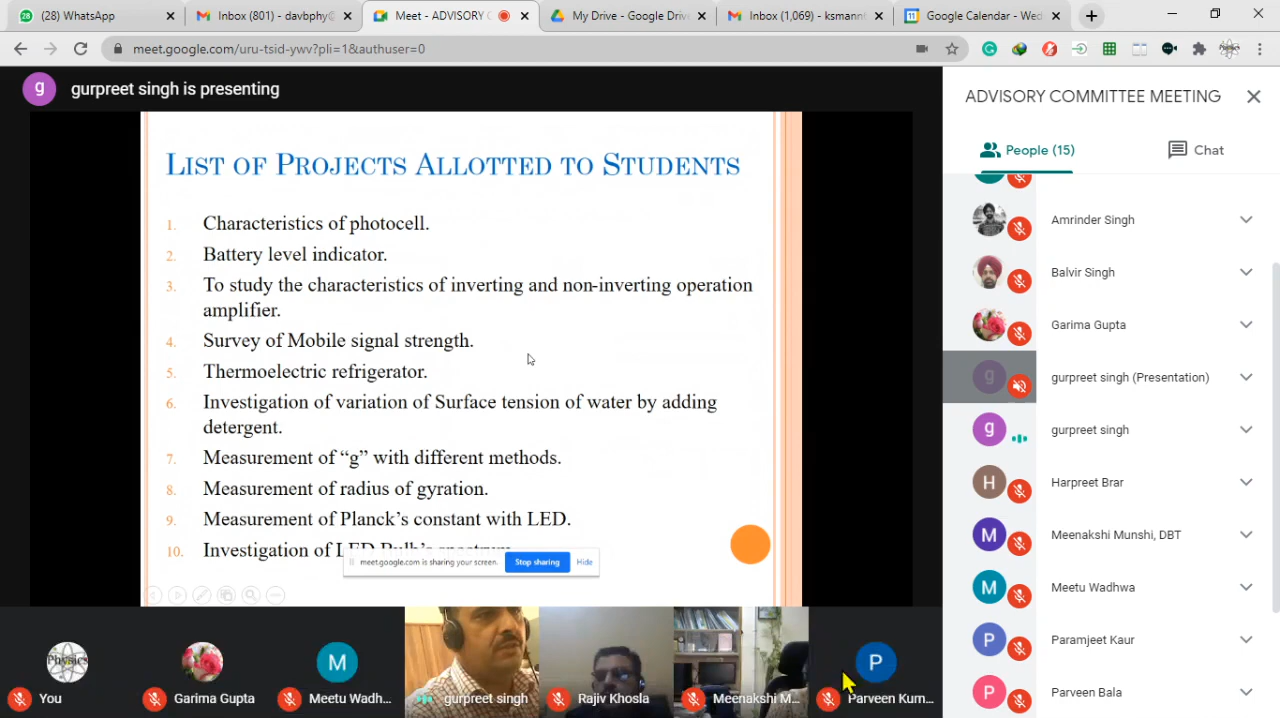 (28) WhatsApp
Inbox (801) - davbphy@c
Meet - ADVISORY C
My Drive - Google Drive
Inbox (1,069) - ksmannt
Google Calendar - Wed
meet.google.com/uru-tsid-ywv?pli=1&authuser=0
g
gurpreet singh is presenting
LIST OF PROJECTS ALLOTTED TO STUDENTS
1. Characteristics of photocell.
2. Battery level indicator.
3. To study the characteristics of inverting and non-inverting operation
amplifier.
4. Survey of Mobile signal strength.
5. Thermoelectric refrigerator.
6. Investigation of variation of Surface tension of water by adding
detergent.
7. Measurement of “g” with different methods.
8. Measurement of radius of gyration.
9. Measurement of Planck’s constant with LED.
10. Investigation of LED Bulb’s spectrum
meet.google.com is sharing your screen.
Stop sharing
Hide
ADVISORY COMMITTEE MEETING
People (15)
Chat
Amrinder Singh
Balvir Singh
Garima Gupta
g
gurpreet singh (Presentation)
g
gurpreet singh
H
Harpreet Brar
M
Meenakshi Munshi, DBT
M
Meetu Wadhwa
P
Paramjeet Kaur
P
Parveen Bala
Physics
You
Garima Gupta
M
Meetu Wadh...
gurpreet singh
Rajiv Khosla
Meenakshi M...
P
Parveen Kum...